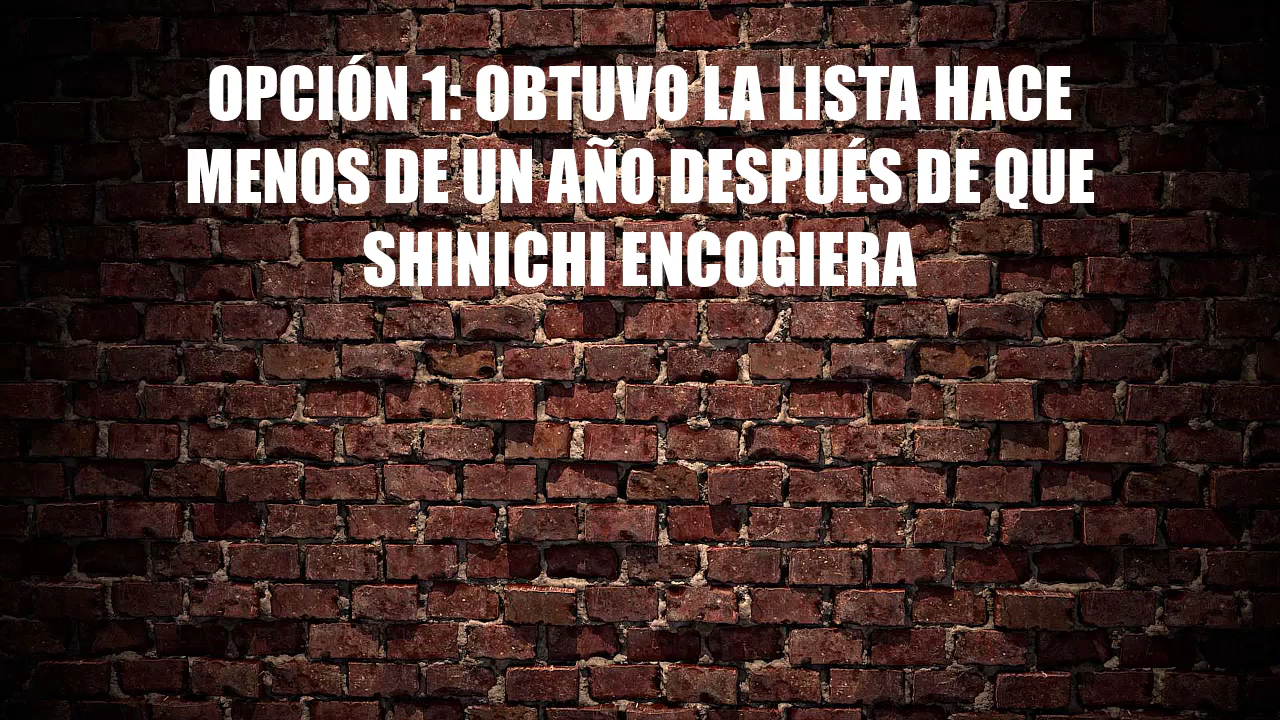 OPCIÓN 1: OBTUVO LA LISTA HACE
MENOS DE UN AÑO DESPUÉS DE QUE
SHINICHI ENCOGIERA